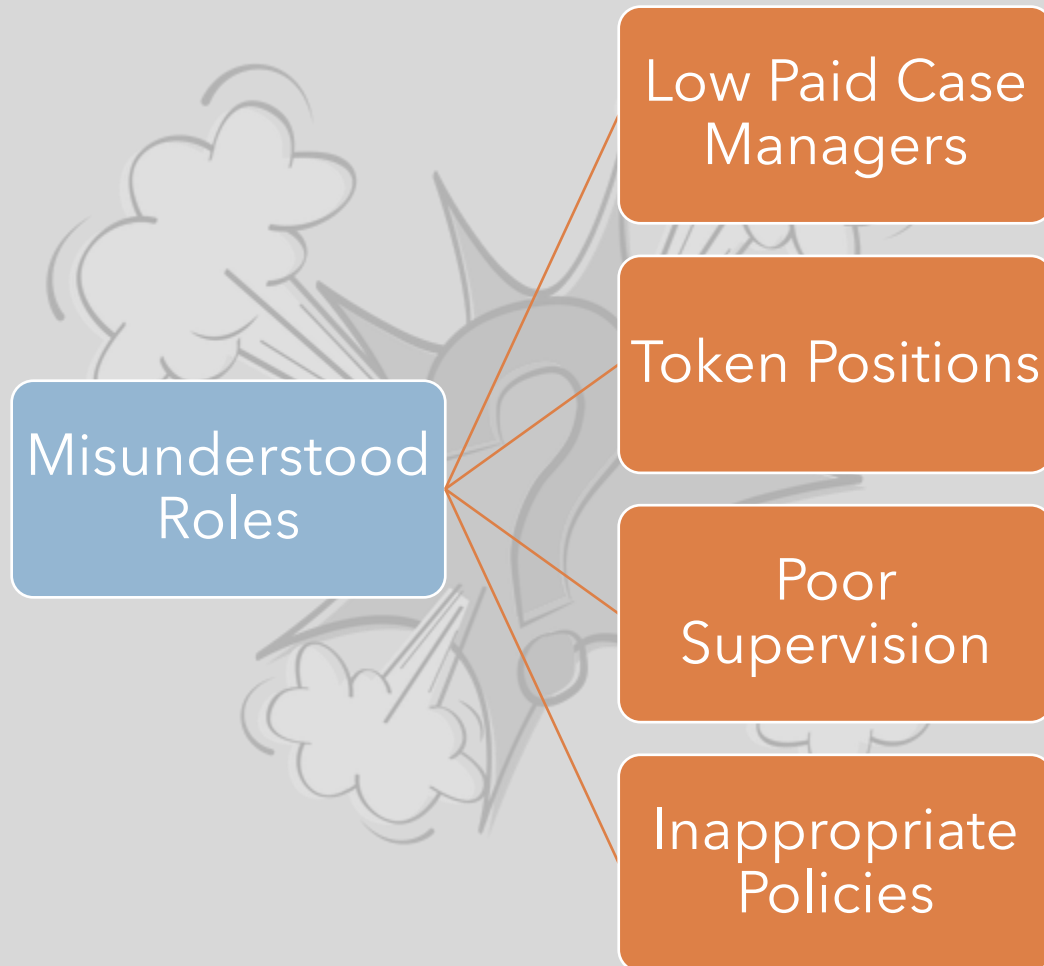 Misunderstood
Roles
Low Paid Case
Managers
Token Positions
Poor
Supervision
Inappropriate
Policies